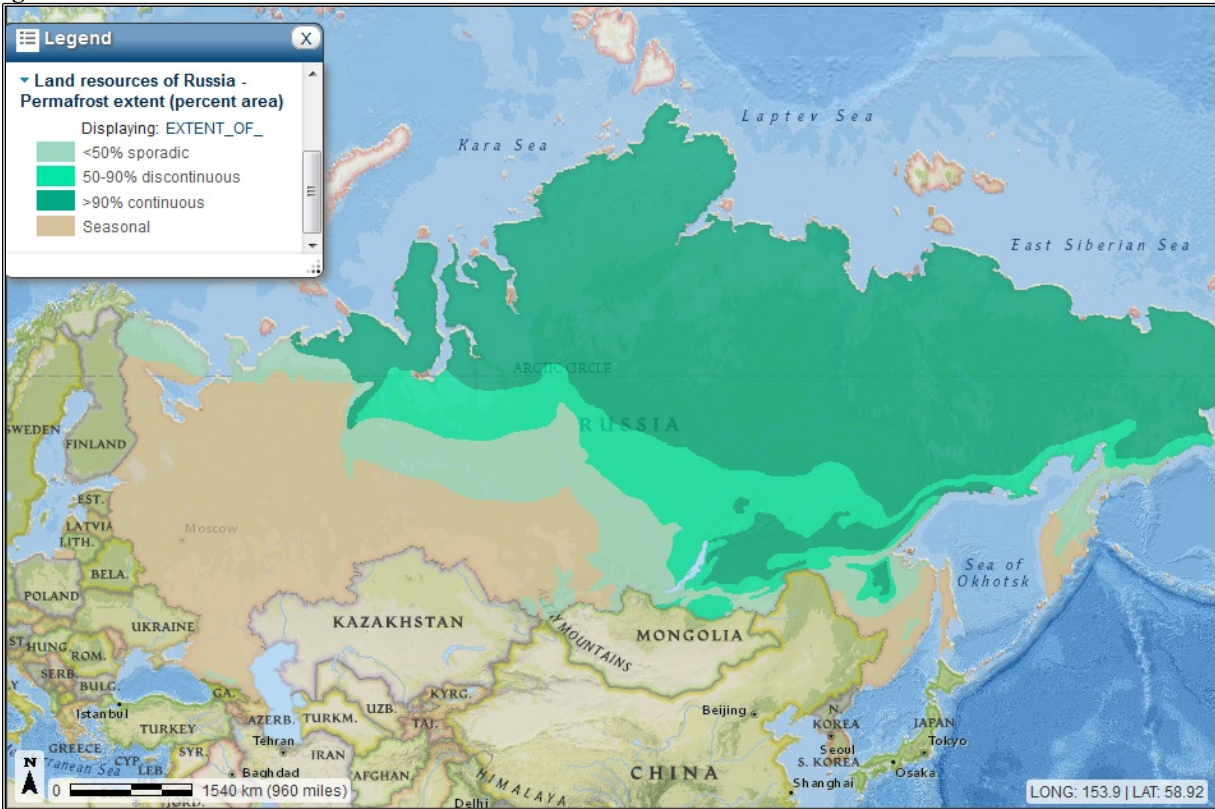 Legend
X
Land resources of Russia -
Permafrost extent (percent area)
Displaying: EXTENT_OF_
<50% sporadic
50-90% discontinuous
>90% continuous
Seasonal
Laptev Sea
Kara Sea
East Siberian Sea
ARCTIC CIRCLE
RUSSIA
SWEDEN
FINLAND
EST.
LATVIA
LITH.
Moscow
BELA.
POLAND
UKRAINE
KAZAKHSTAN
ALTAY MOUNTAINS
MONGOLIA
Sea of
Okhotsk
HUNG.
ROM.
SERB.
BULG.
Istanbul
GA.
TURKEY
AZERB.
TURKM.
UZB.
KYRG.
TAJ.
Beijing
N.
KOREA
JAPAN
Tokyo
Seoul
S. KOREA
Osaka
GREECE
CYP.
SYR.
LEB.
Tehran
IRAN
Baghdad
AFGHAN.
HIMALAYA
CHINA
Shanghai
Delhi
N
0
1540 km (960 miles)
LONG: 153.9 | LAT: 58.92